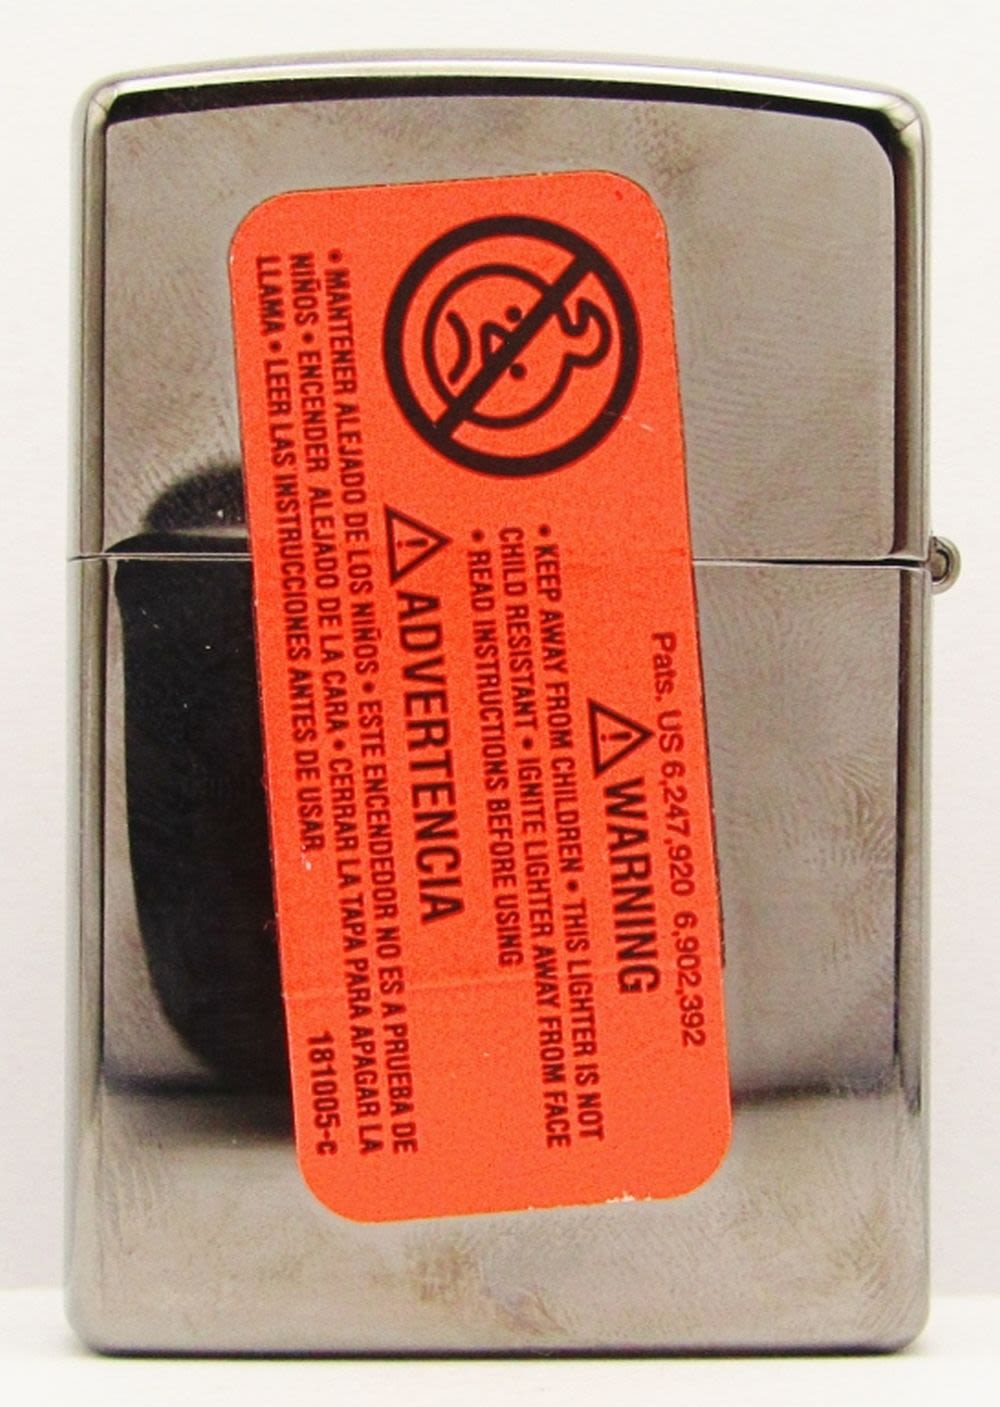 Pats. US 6,247,920 6,902,392
WARNING
• KEEP AWAY FROM CHILDREN • THIS LIGHTER IS NOT
CHILD RESISTANT • IGNITE LIGHTER AWAY FROM FACE
• READ INSTRUCTIONS BEFORE USING
ADVERTENCIA
• MANTENER ALEJADO DE LOS NIÑOS • ESTE ENCENDEDOR NO ES A PRUEBA DE
NIÑOS • ENCENDER ALEJADO DE LA CARA • CERRAR LA TAPA PARA APAGAR LA
LLAMA • LEER LAS INSTRUCCIONES ANTES DE USAR
181005-C